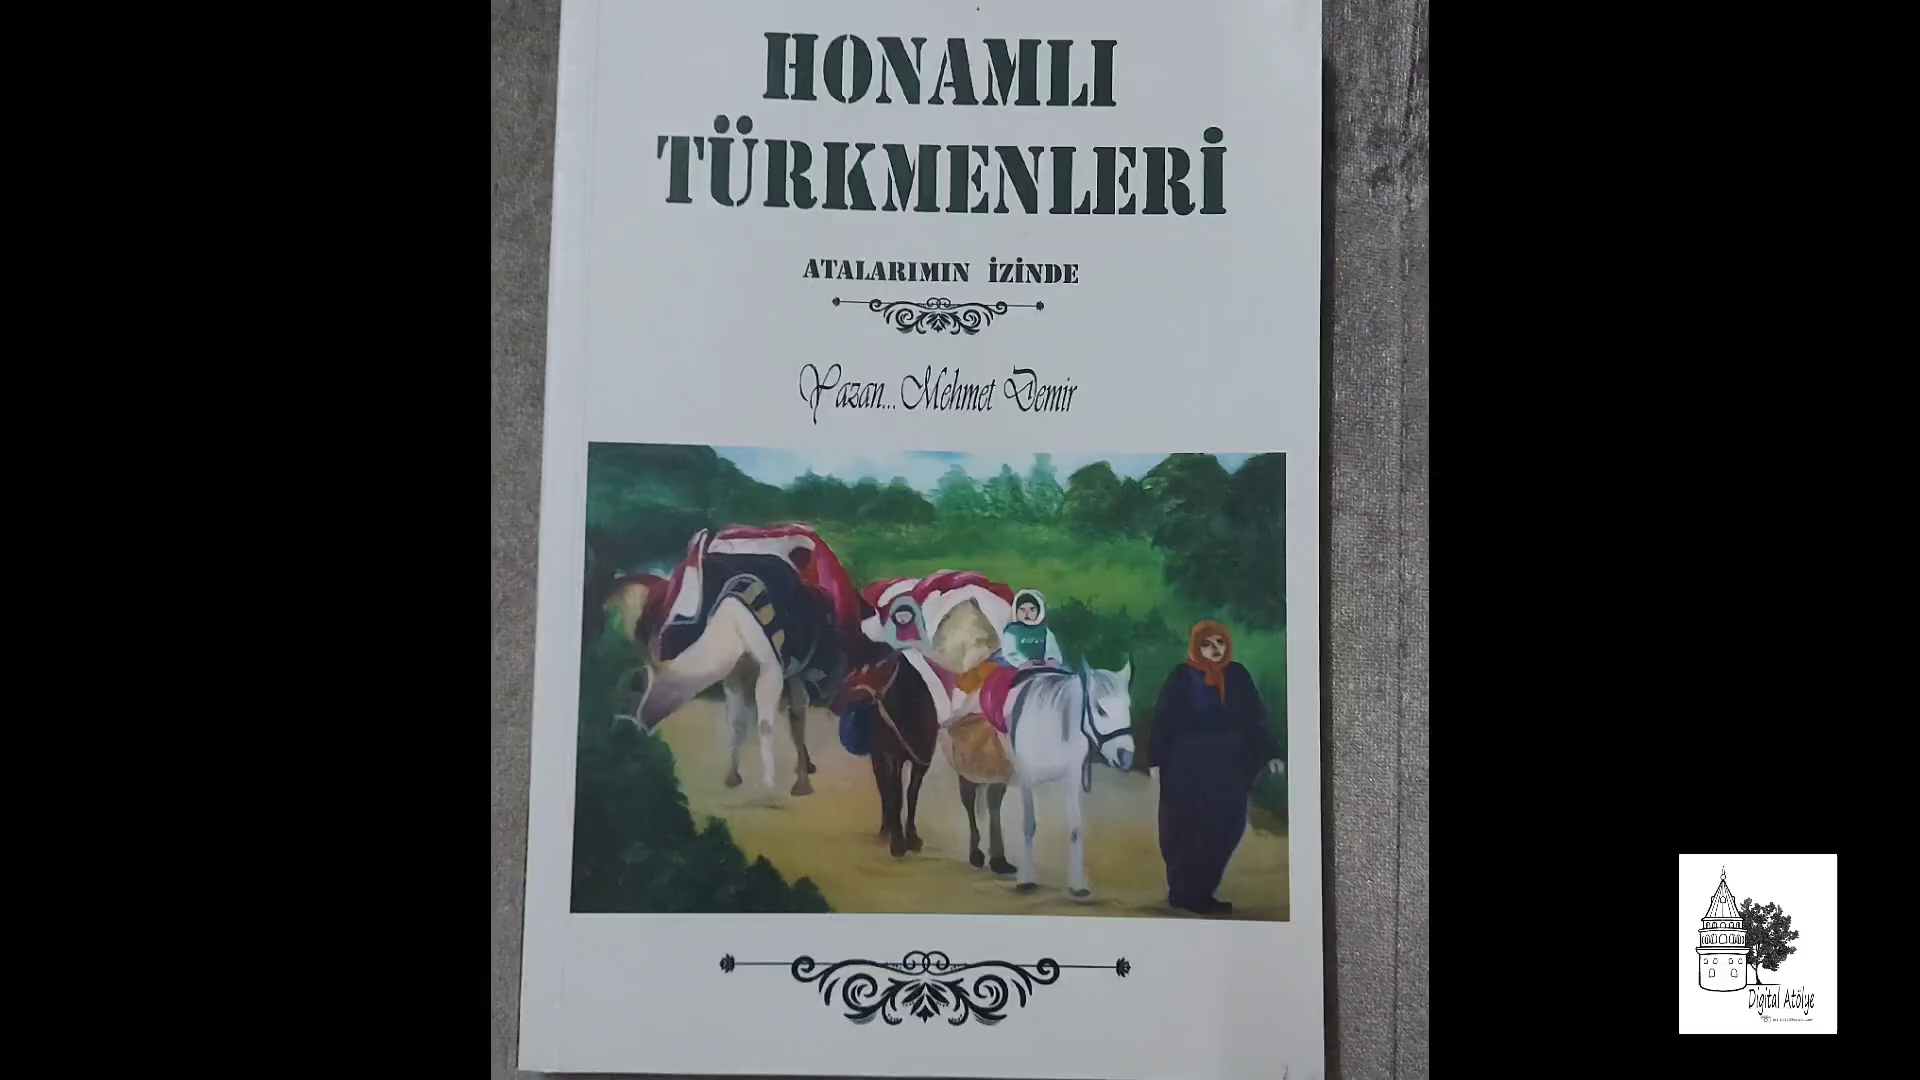 HONAMLI
TÜRKMENLERİ
ATALARIMIN İZİNDE
Yazan... Mehmet Demir
Digital Atölye